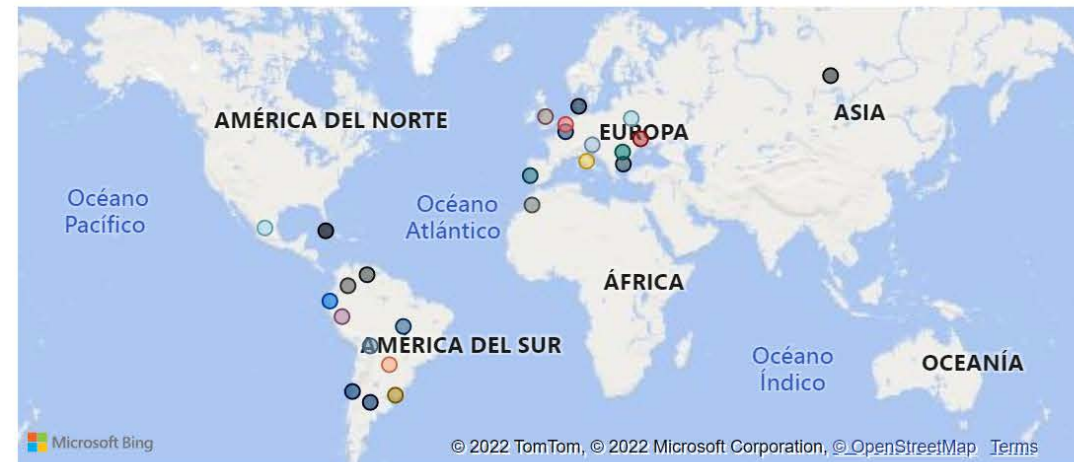 AMÉRICA DEL NORTE
EUROPA
ASIA
Océano
Pacífico
Océano
Atlántico
ÁFRICA
AMÉRICA DEL SUR
Océano
Índico
OCEANÍA
Microsoft Bing
© 2022 TomTom, © 2022 Microsoft Corporation, © OpenStreetMap Terms